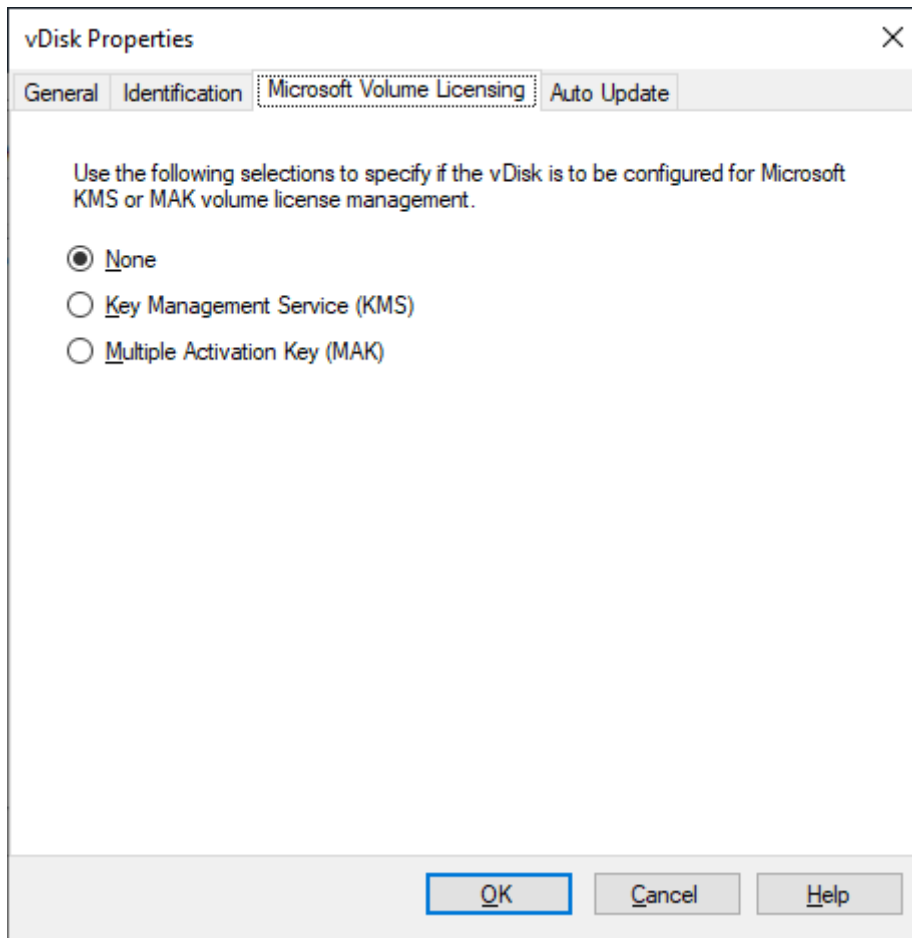 vDisk Properties
General Identification Microsoft Volume Licensing Auto Update
Use the following selections to specify if the vDisk is to be configured for Microsoft
KMS or MAK volume license management.
None
Key Management Service (KMS)
Multiple Activation Key (MAK)
OK Cancel Help